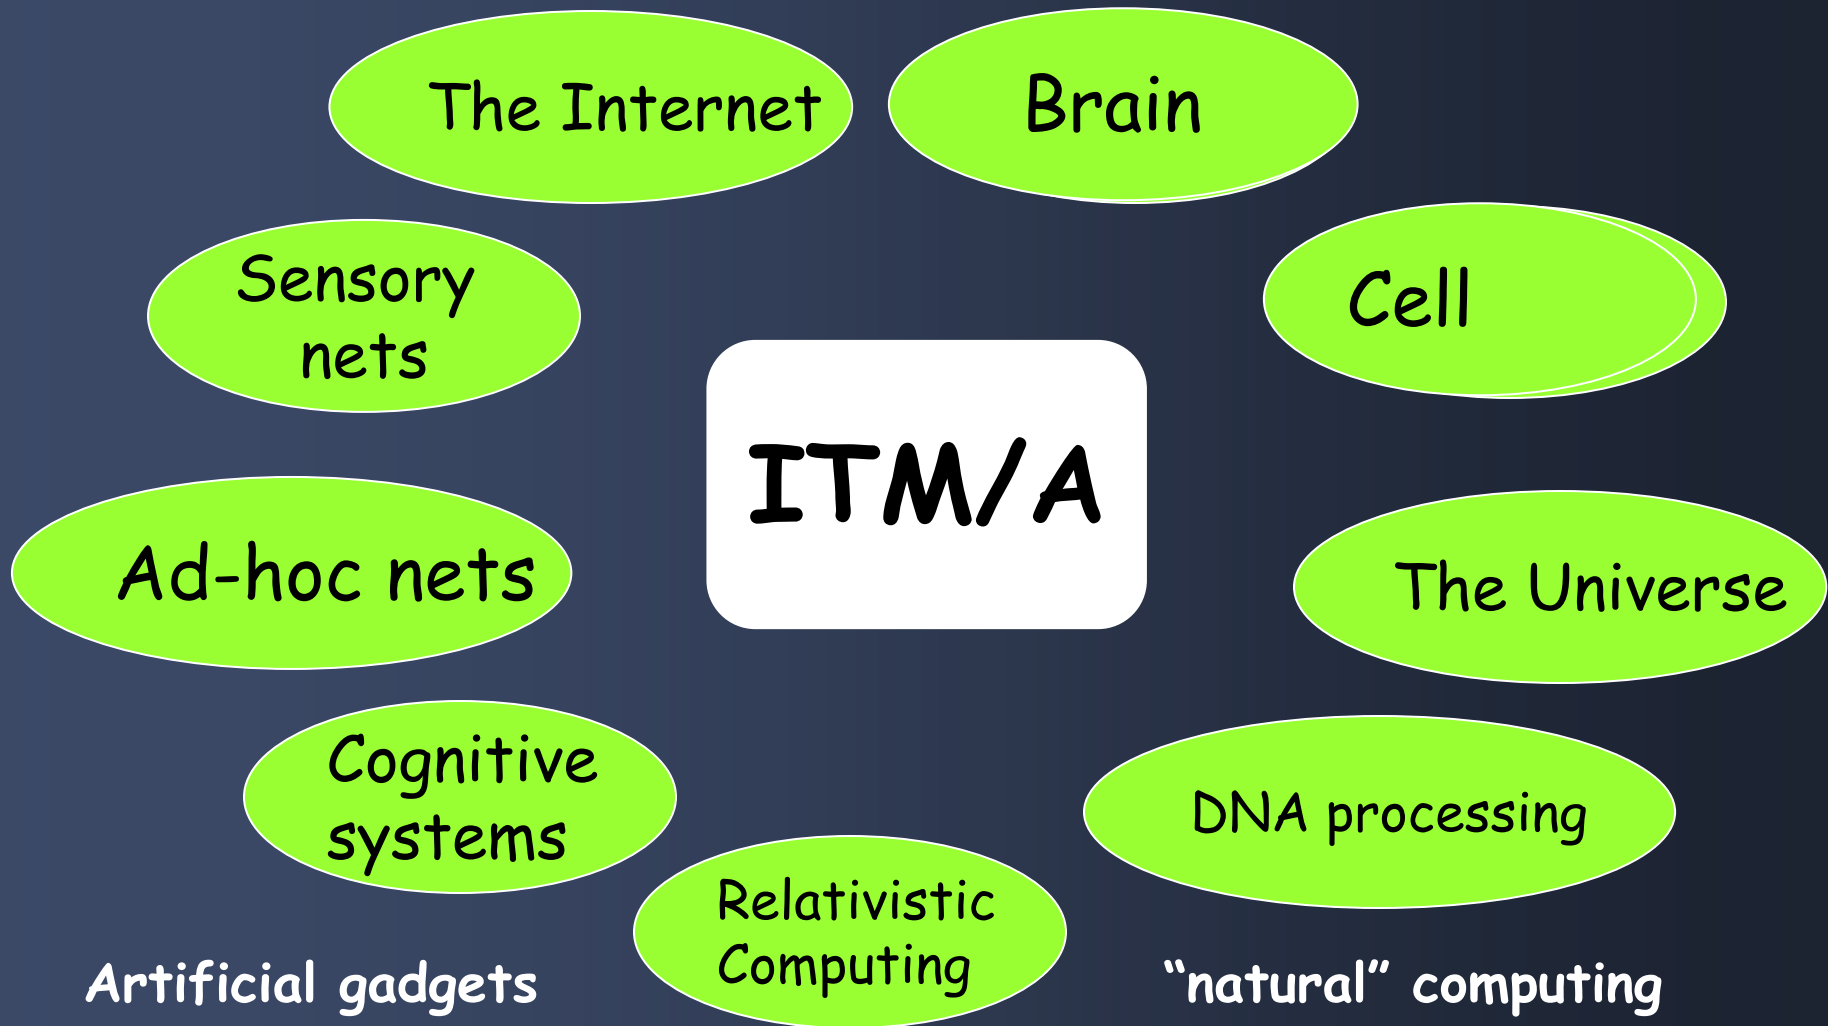 The Internet
Brain
Sensory
nets
Cell
ITM/A
Ad-hoc nets
The Universe
Cognitive
systems
DNA processing
Relativistic
Computing
Artificial gadgets
“natural” computing